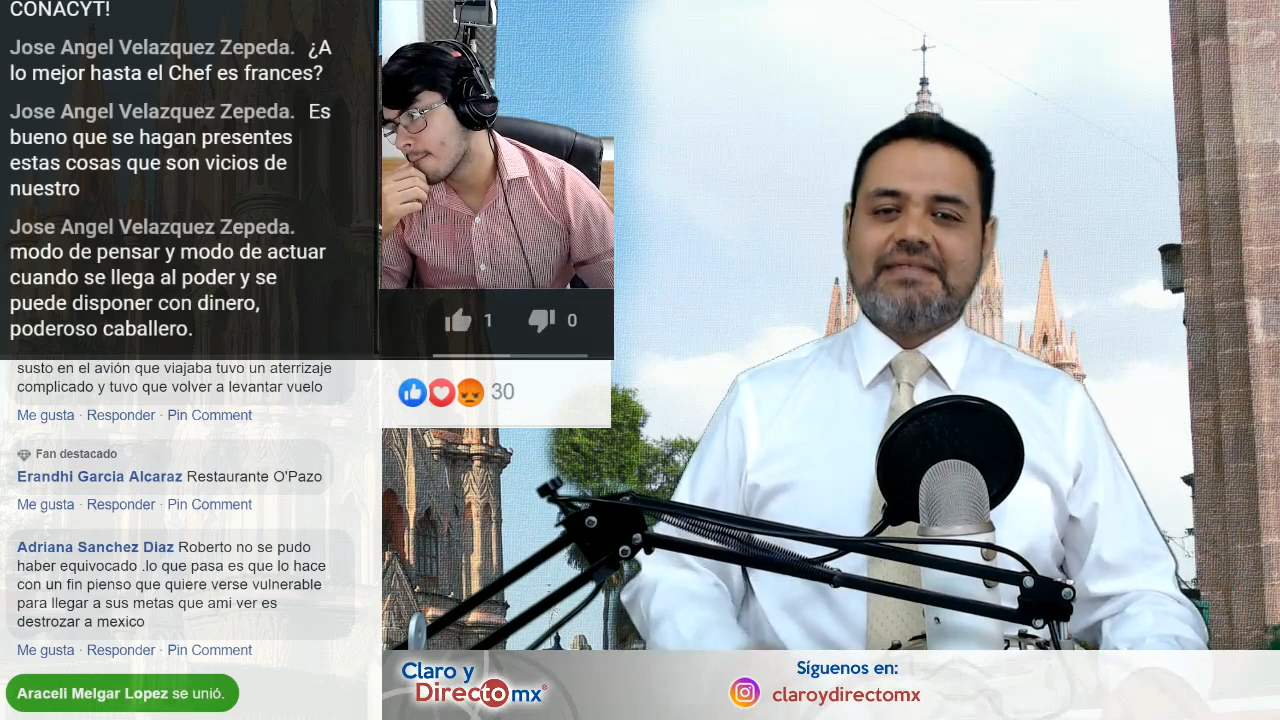 CONACYT!
Jose Angel Velazquez Zepeda. ¿A
lo mejor hasta el Chef es frances?
Jose Angel Velazquez Zepeda. Es
bueno que se hagan presentes
estas cosas que son vicios de
nuestro
Jose Angel Velazquez Zepeda.
modo de pensar y modo de actuar
cuando se llega al poder y se
puede disponer con dinero,
poderoso caballero.
1 0
susto en el avión que viajaba tuvo un aterrizaje
complicado y tuvo que volver a levantar vuelo
Me gusta · Responder · Pin Comment
30
Fan destacado
Erandhi Garcia Alcaraz Restaurante O'Pazo
Me gusta · Responder · Pin Comment
Adriana Sanchez Diaz Roberto no se pudo
haber equivocado .lo que pasa es que lo hace
con un fin pienso que quiere verse vulnerable
para llegar a sus metas que ami ver es
destrozar a mexico
Me gusta · Responder · Pin Comment
Araceli Melgar Lopez se unió.
Claro y
Directo mx®
Síguenos en:
claroydirectomx